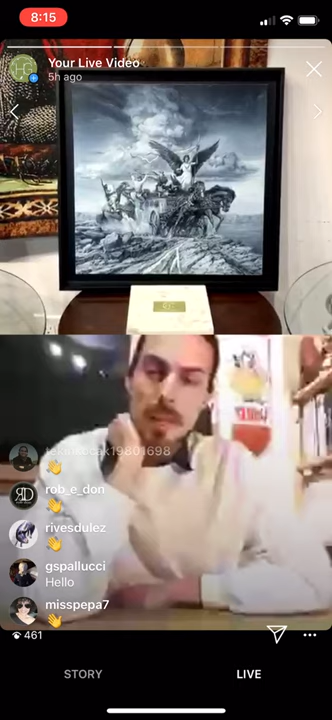 8:15
Your Live Video
5h ago
rob_e_don
rivesdulez
gspallucci
Hello
misspepa7
461
STORY
LIVE